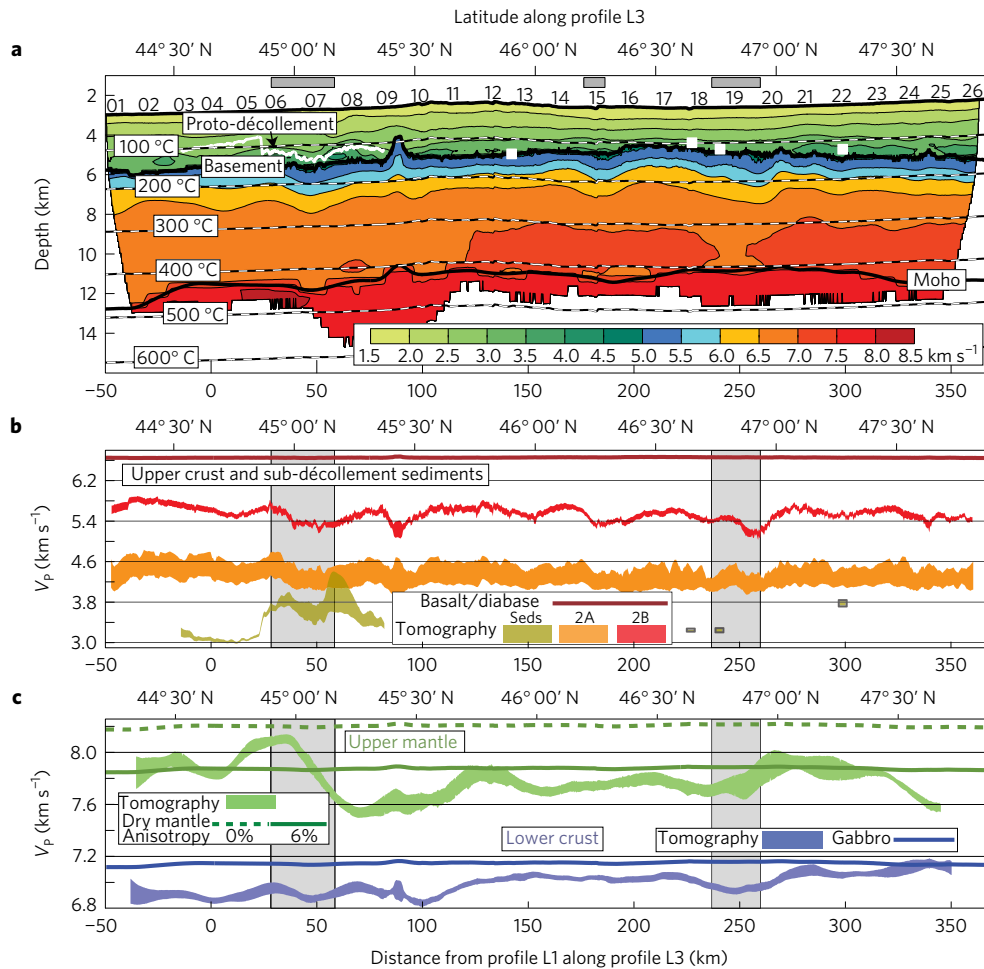 Latitude along profile L3
a
44° 30′ N 45° 00′ N 45° 30′ N 46° 00′ N 46° 30′ N 47° 00′ N 47° 30′ N
01 02 03 04 05 06 07 08 09 10 11 12 13 14 15 16 17 18 19 20 21 22 23 24 25 26
2
4
6
8
10
12
14
Depth (km)
Proto-décollement
100 °C
Basement
200 °C
300 °C
400 °C
Moho
500 °C
600° C
1.5 2.0 2.5 3.0 3.5 4.0 4.5 5.0 5.5 6.0 6.5 7.0 7.5 8.0 8.5 km s⁻¹
−50 0 50 100 150 200 250 300 350
b
44° 30′ N 45° 00′ N 45° 30′ N 46° 00′ N 46° 30′ N 47° 00′ N 47° 30′ N
Upper crust and sub-décollement sediments
6.2
5.4
4.6
3.8
3.0
Vₚ (km s⁻¹)
Basalt/diabase
Seds 2A 2B
Tomography
−50 0 50 100 150 200 250 300 350
c
44° 30′ N 45° 00′ N 45° 30′ N 46° 00′ N 46° 30′ N 47° 00′ N 47° 30′ N
Upper mantle
8.0
7.6
7.2
6.8
Vₚ (km s⁻¹)
Tomography
Dry mantle
Anisotropy 0% 6%
Lower crust
Tomography Gabbro
0 50 100 150 200 250 300 350
Distance from profile L1 along profile L3 (km)